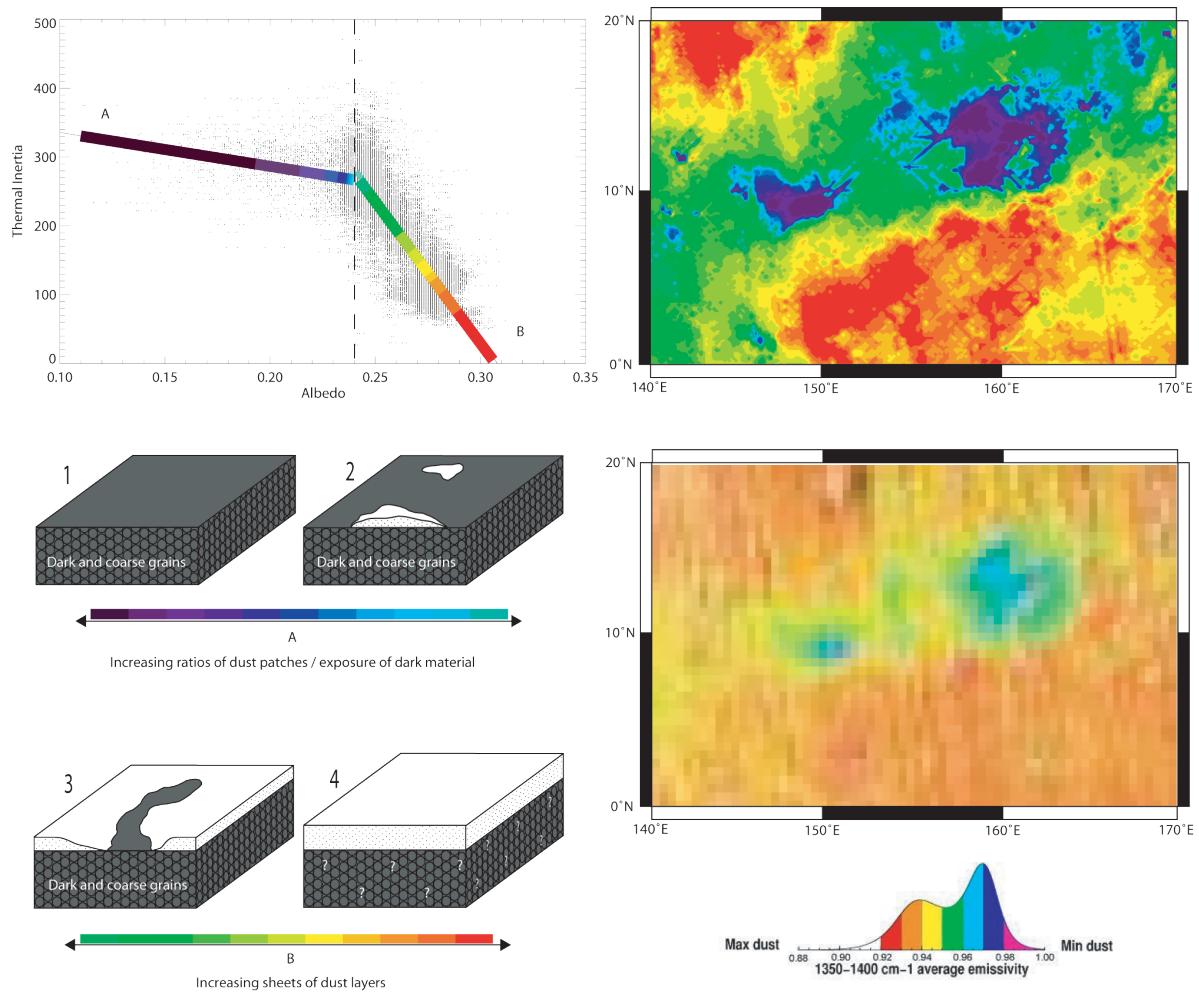 500
400
300
200
100
0
Thermal Inertia
A
B
0.10
0.15
0.20
0.25
0.30
0.35
Albedo
20°N
10°N
0°N
140°E
150°E
160°E
170°E
1
2
Dark and coarse grains
Dark and coarse grains
A
Increasing ratios of dust patches / exposure of dark material
20°N
10°N
0°N
140°E
150°E
160°E
170°E
3
4
Dark and coarse grains
? ? ? ? ? ? ? ? ? ? ?
B
Increasing sheets of dust layers
Max dust
Min dust
0.88 0.90 0.92 0.94 0.96 0.98 1.00
1350–1400 cm–1 average emissivity